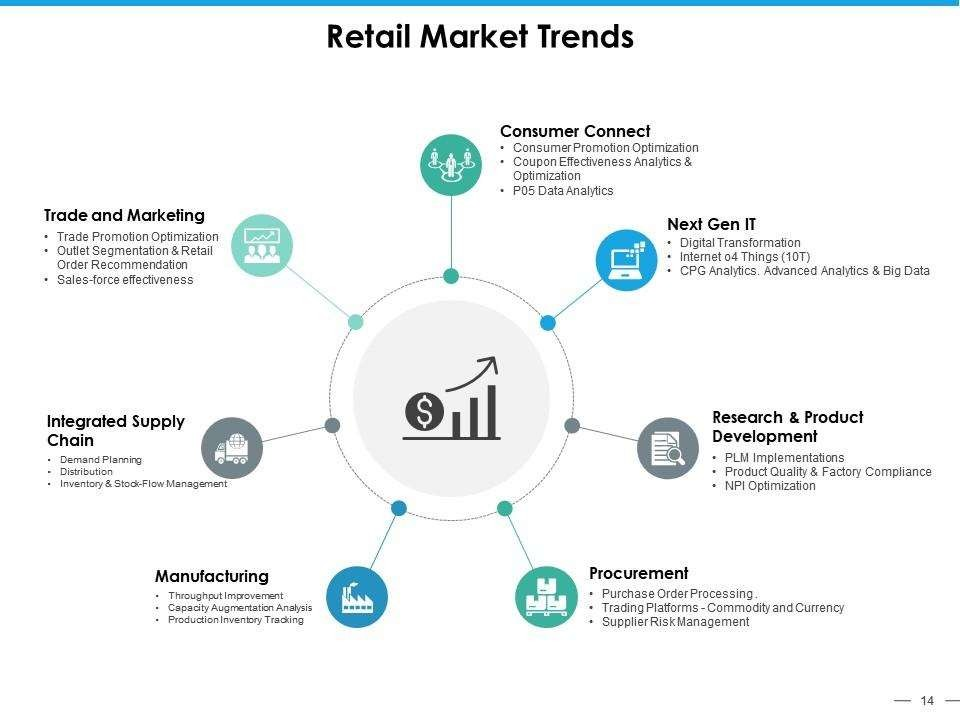 Retail Market Trends
Consumer Connect
• Consumer Promotion Optimization
• Coupon Effectiveness Analytics &
Optimization
• P05 Data Analytics
Next Gen IT
• Digital Transformation
• Internet o4 Things (10T)
• CPG Analytics. Advanced Analytics & Big Data
Research & Product
Development
• PLM Implementations
• Product Quality & Factory Compliance
• NPI Optimization
Procurement
• Purchase Order Processing .
• Trading Platforms - Commodity and Currency
• Supplier Risk Management
Manufacturing
• Throughput Improvement
• Capacity Augmentation Analysis
• Production Inventory Tracking
Integrated Supply
Chain
• Demand Planning
• Distribution
• Inventory & Stock-Flow Management
Trade and Marketing
• Trade Promotion Optimization
• Outlet Segmentation & Retail
Order Recommendation
• Sales-force effectiveness
$
14